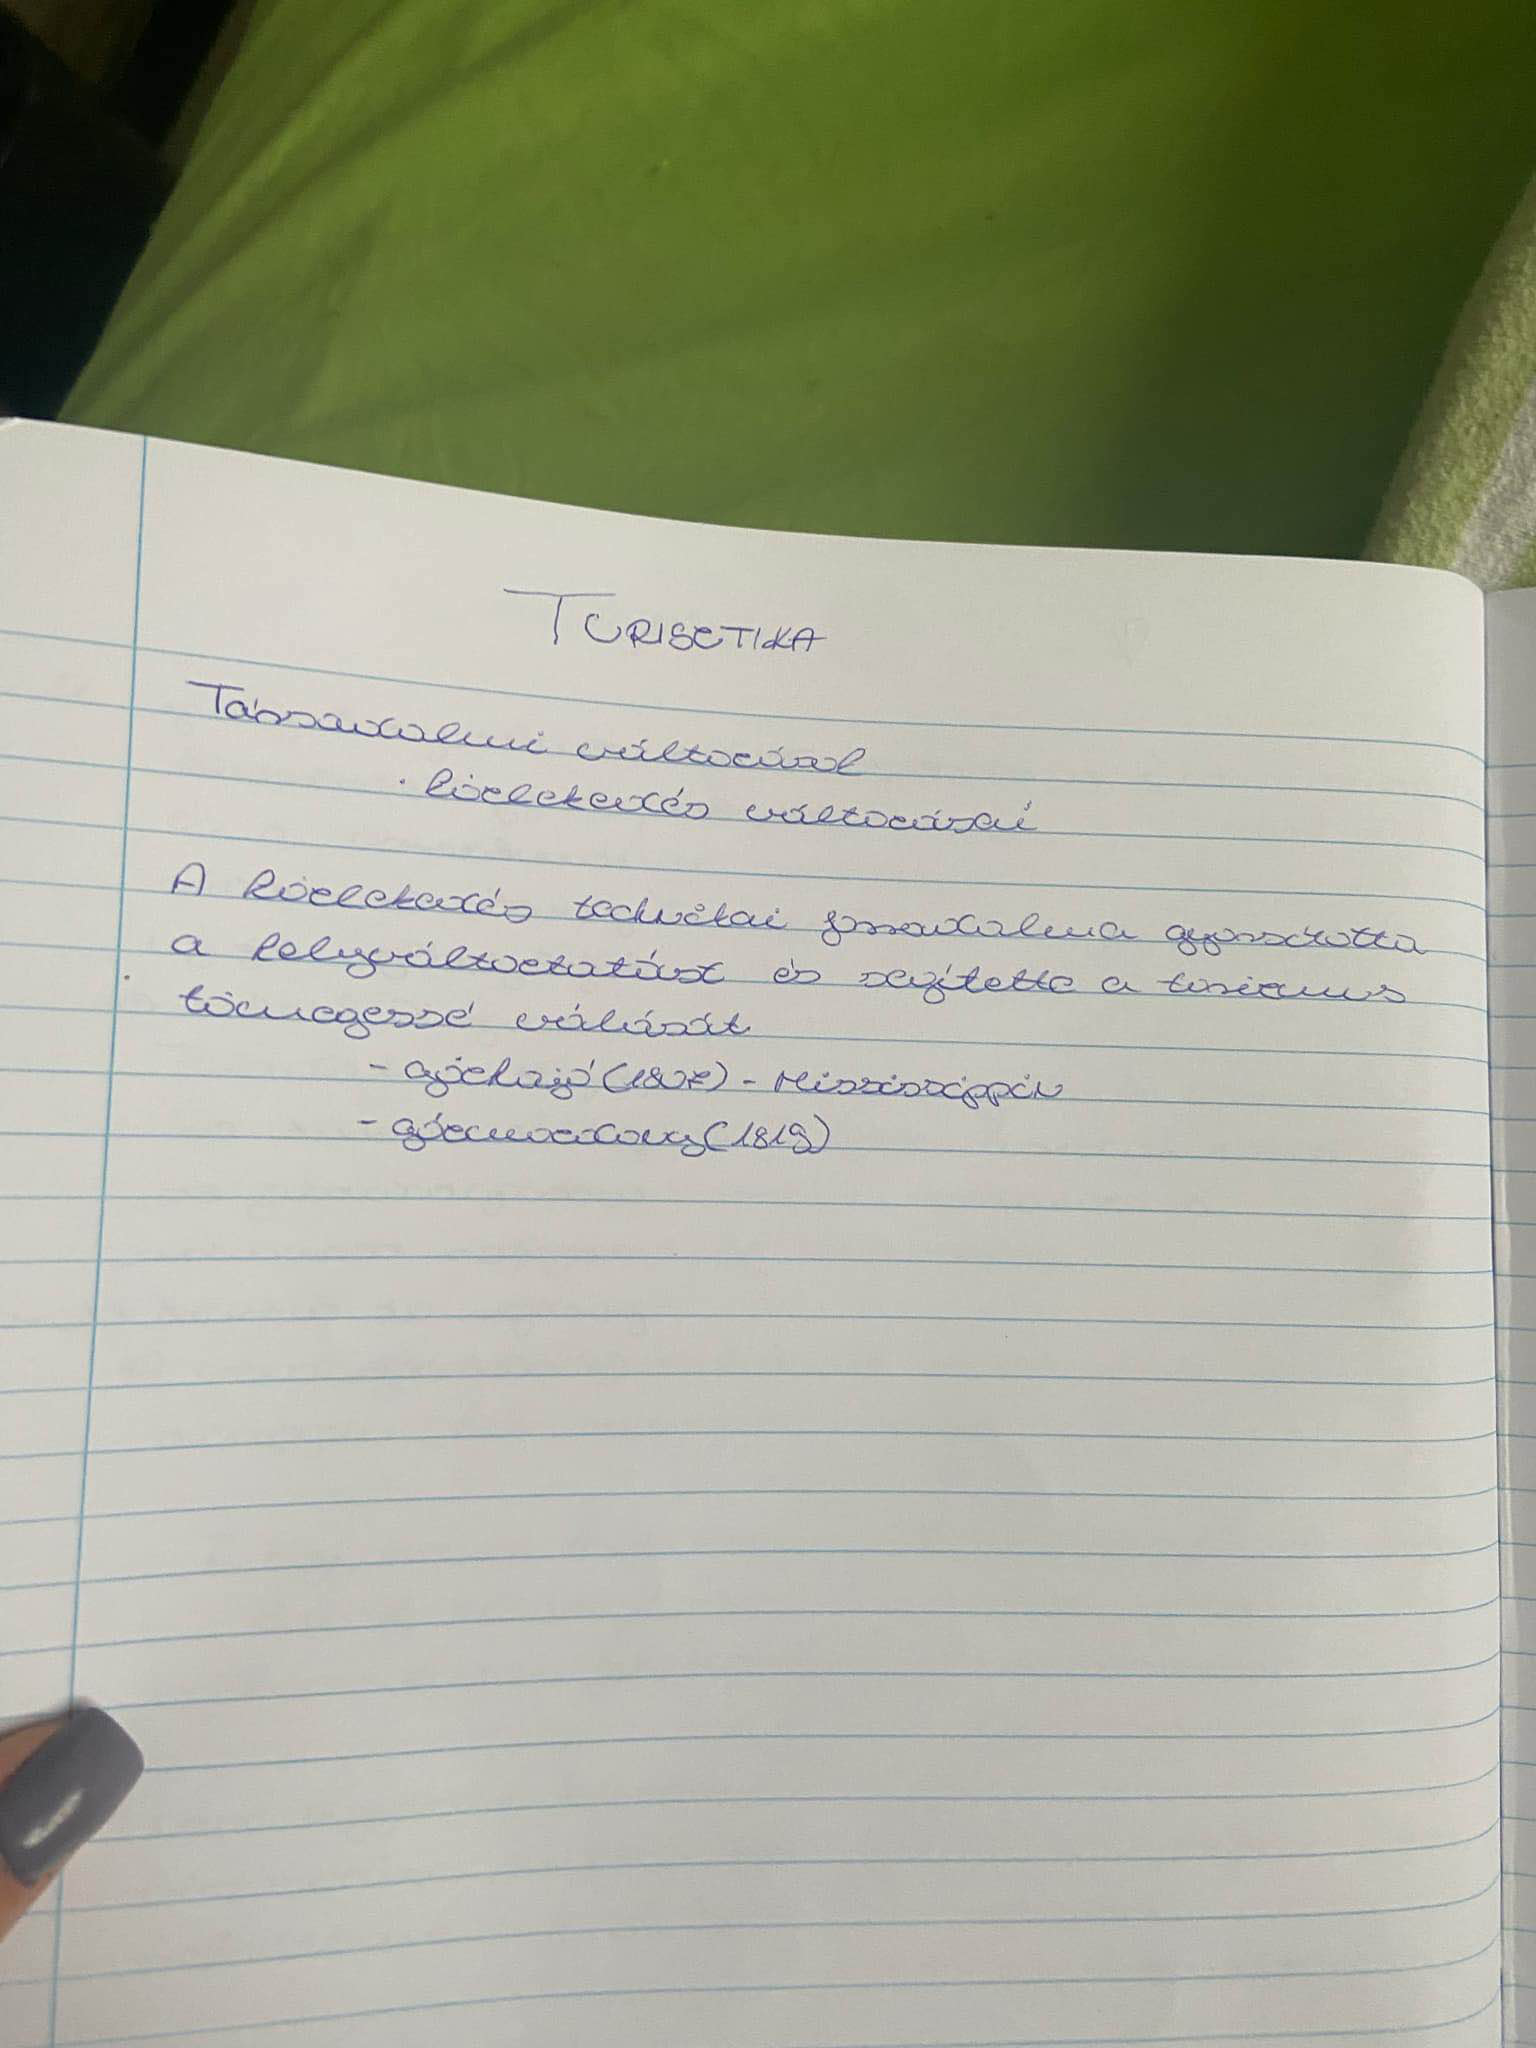 TURISZTIKA
Társadalmi változások
· közlekedés változásai
A közlekedés technikai forradalma gyorsította
a helyváltoztatást és segítette a turizmus
tömegessé válását
- gőzhajó (1807) - Mississippin
- gőzmozdony (1819)